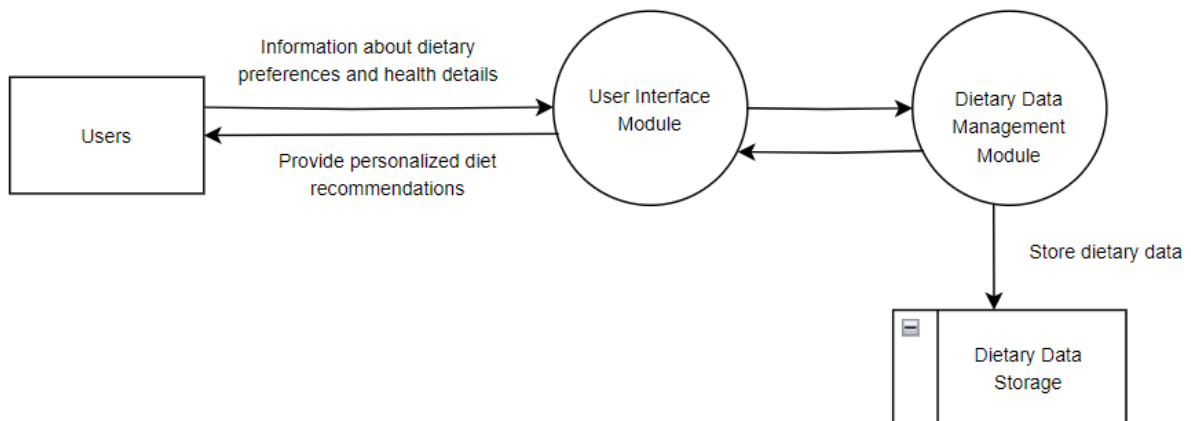 Information about dietary
preferences and health details
Users
Provide personalized diet
recommendations
User Interface
Module
Dietary Data
Management
Module
Store dietary data
Dietary Data
Storage